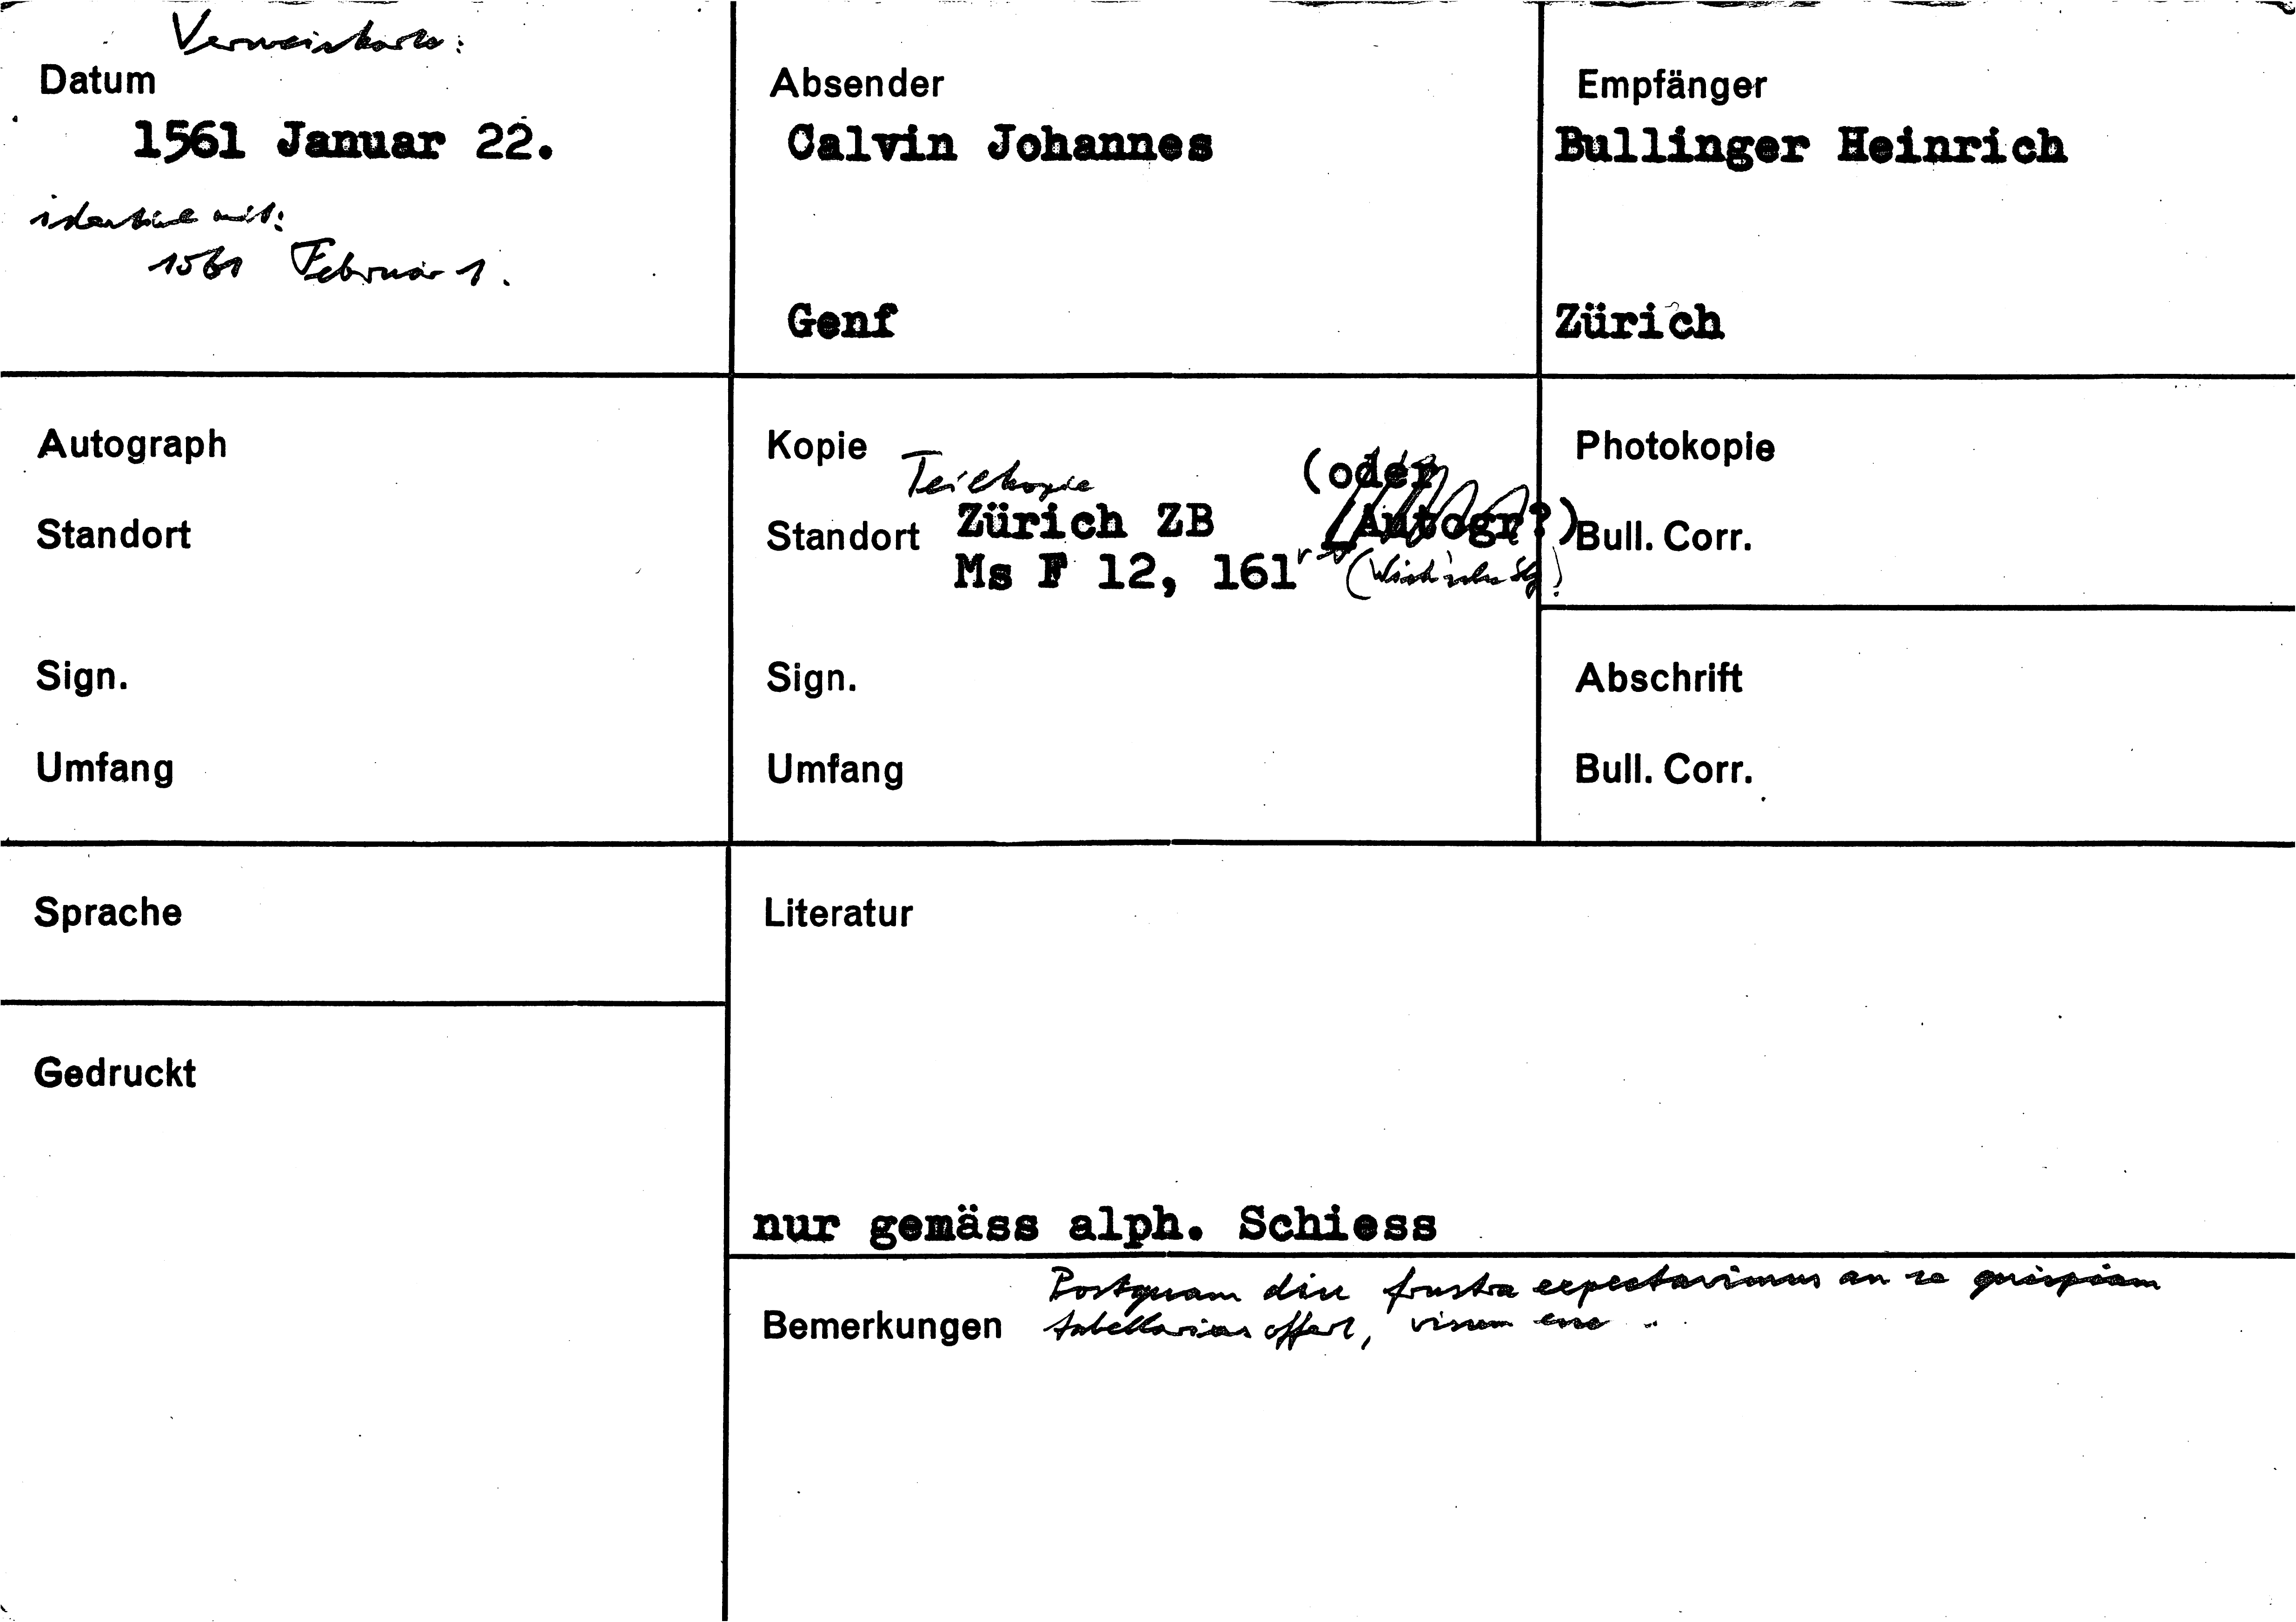 Verweiskarte:
Datum
1561 Januar 22.
identisch mit:
1561 Februar 1.
Absender
Calvin Johannes
Genf
Empfänger
Bullinger Heinrich
Zürich
Autograph
Standort
Sign.
Umfang
Kopie
Teilkopie
(oder
Standort Zürich ZB Autogr?)
Ms F 12, 161 r-v
Sign.
Umfang
Photokopie
Bull. Corr.
Abschrift
Bull. Corr.
Sprache
Gedruckt
Literatur
nur gemäss alph. Schiess
Bemerkungen
Postquam diu frustra expectavimus an se quispiam
tabellarius offert, visum esse ..